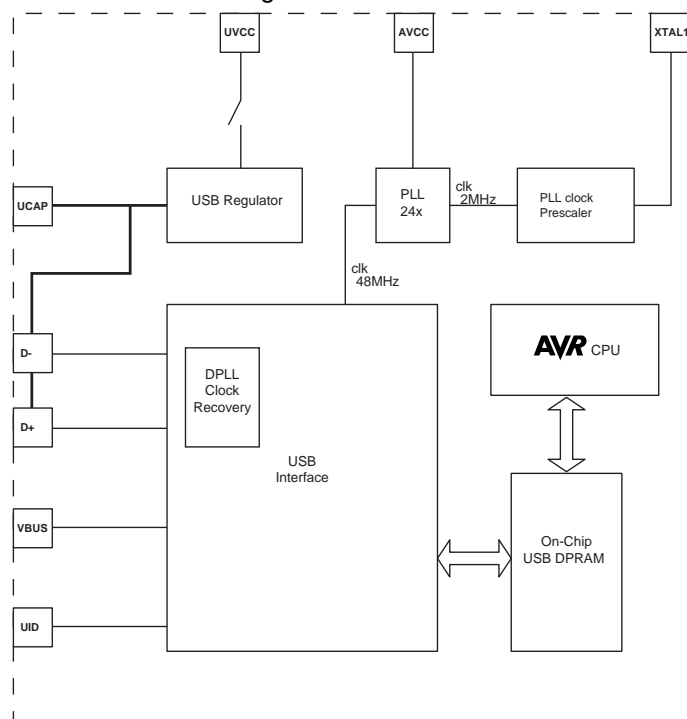 UVCC
AVCC
XTAL1
UCAP
USB Regulator
PLL
24x
clk
2MHz
PLL clock
Prescaler
clk
48MHz
D-
DPLL
Clock
Recovery
AVR CPU
D+
USB
Interface
VBUS
On-Chip
USB DPRAM
UID